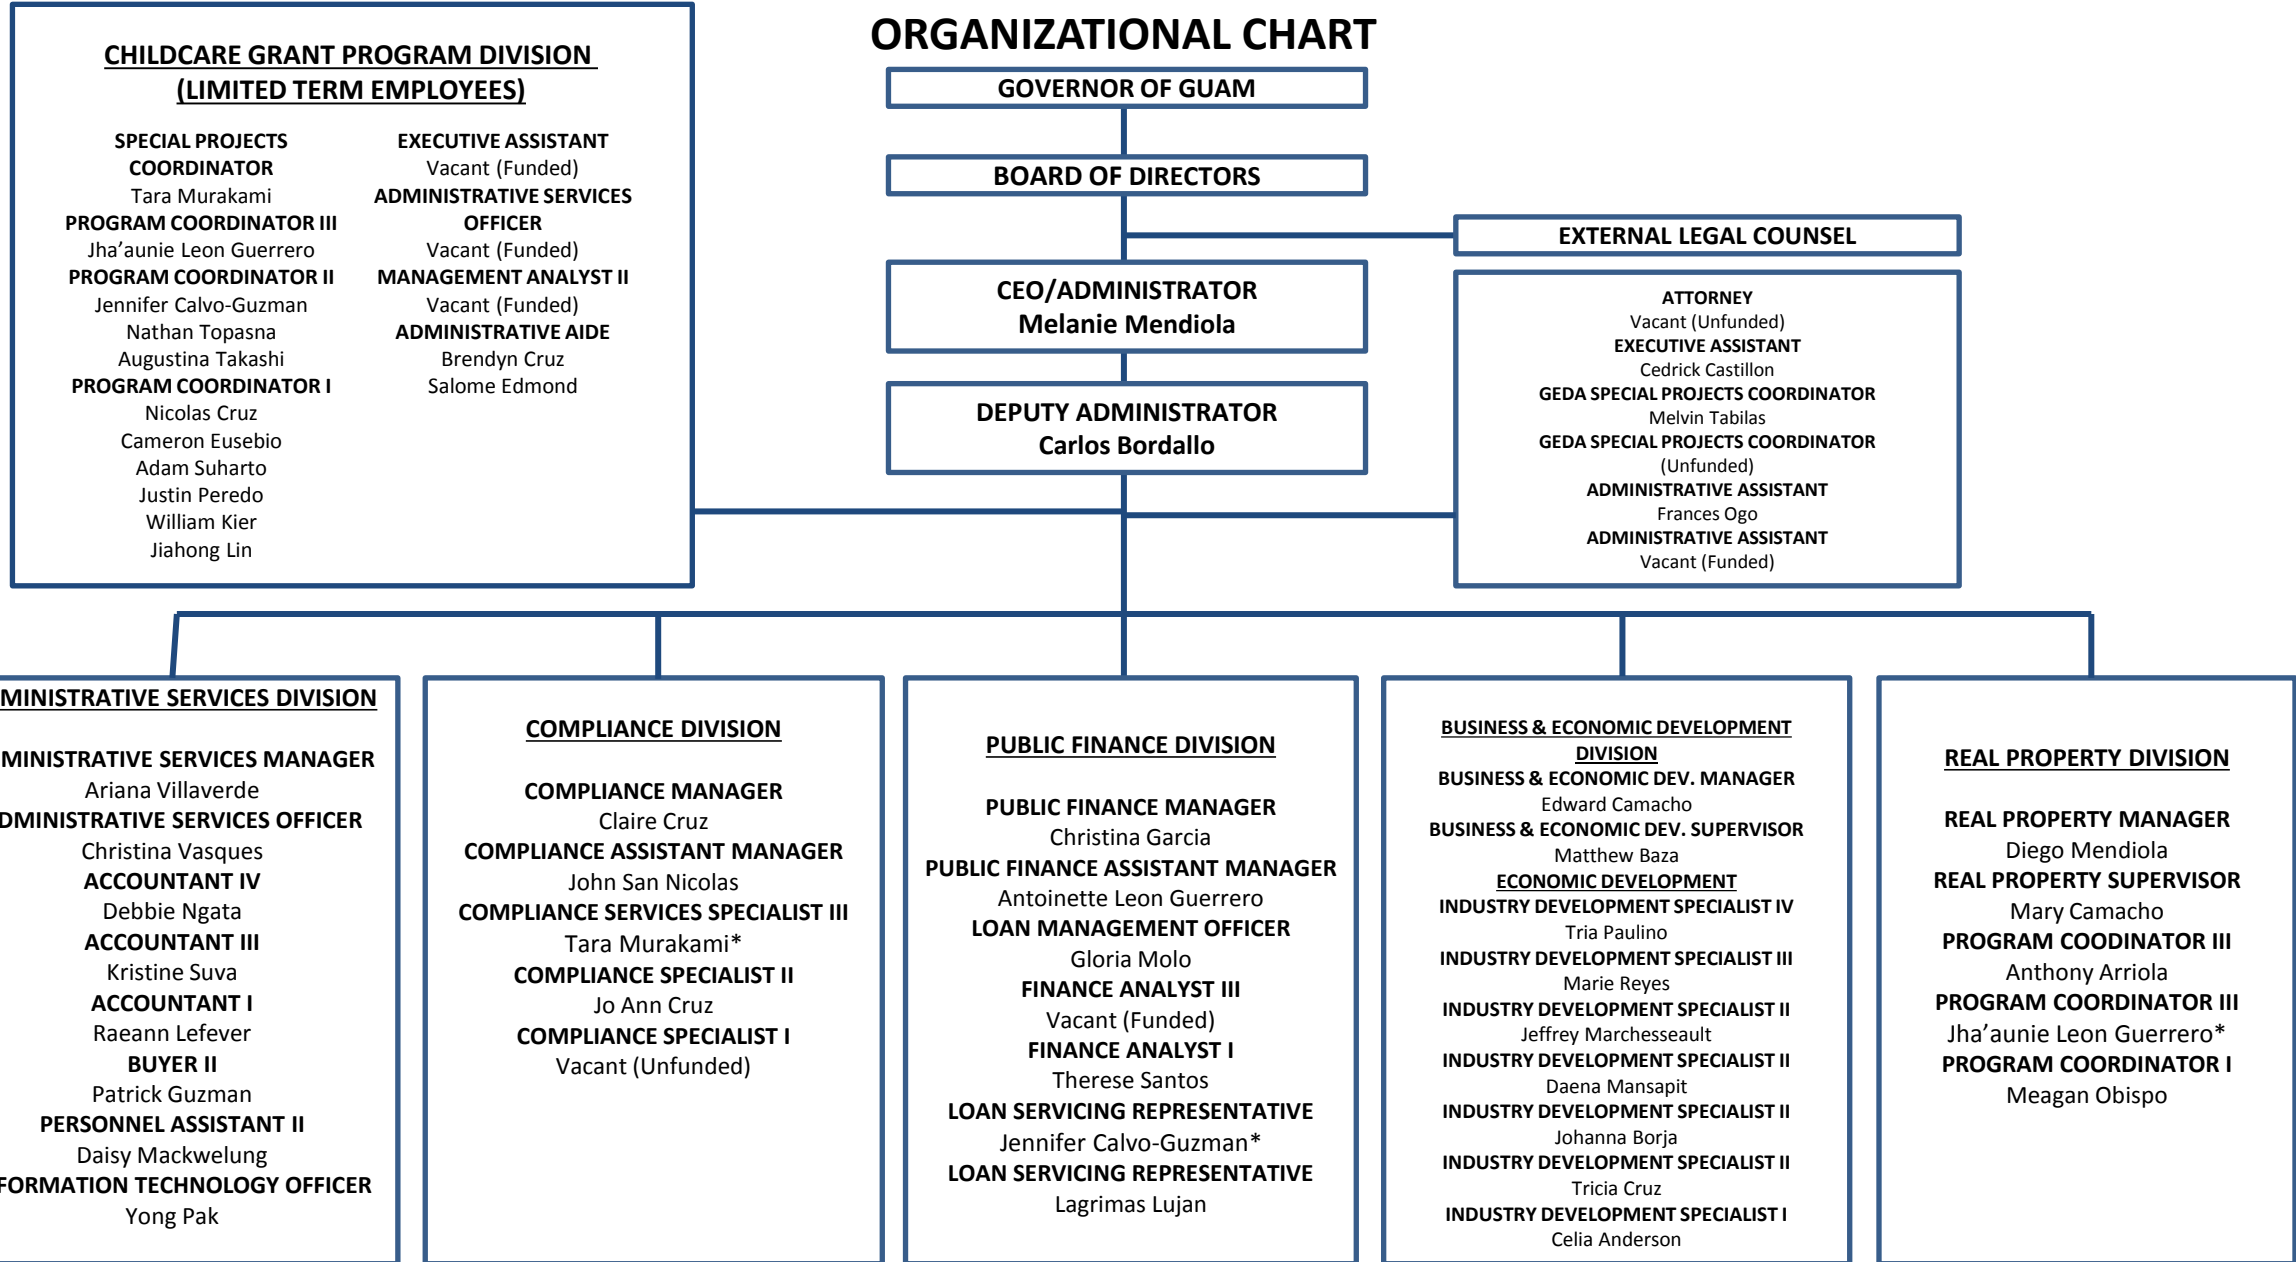 ORGANIZATIONAL CHART
CHILDCARE GRANT PROGRAM DIVISION
(LIMITED TERM EMPLOYEES)
SPECIAL PROJECTS
COORDINATOR
Tara Murakami
PROGRAM COORDINATOR III
Jha’aunie Leon Guerrero
PROGRAM COORDINATOR II
Jennifer Calvo-Guzman
Nathan Topasna
Augustina Takashi
PROGRAM COORDINATOR I
Nicolas Cruz
Cameron Eusebio
Adam Suharto
Justin Peredo
William Kier
Jiahong Lin
EXECUTIVE ASSISTANT
Vacant (Funded)
ADMINISTRATIVE SERVICES
OFFICER
Vacant (Funded)
MANAGEMENT ANALYST II
Vacant (Funded)
ADMINISTRATIVE AIDE
Brendyn Cruz
Salome Edmond
GOVERNOR OF GUAM
BOARD OF DIRECTORS
EXTERNAL LEGAL COUNSEL
CEO/ADMINISTRATOR
Melanie Mendiola
DEPUTY ADMINISTRATOR
Carlos Bordallo
ATTORNEY
Vacant (Unfunded)
EXECUTIVE ASSISTANT
Cedrick Castillon
GEDA SPECIAL PROJECTS COORDINATOR
Melvin Tabilas
GEDA SPECIAL PROJECTS COORDINATOR
(Unfunded)
ADMINISTRATIVE ASSISTANT
Frances Ogo
ADMINISTRATIVE ASSISTANT
Vacant (Funded)
MINISTRATIVE SERVICES DIVISION
MINISTRATIVE SERVICES MANAGER
Ariana Villaverde
DMINISTRATIVE SERVICES OFFICER
Christina Vasques
ACCOUNTANT IV
Debbie Ngata
ACCOUNTANT III
Kristine Suva
ACCOUNTANT I
Raeann Lefever
BUYER II
Patrick Guzman
PERSONNEL ASSISTANT II
Daisy Mackwelung
FORMATION TECHNOLOGY OFFICER
Yong Pak
COMPLIANCE DIVISION
COMPLIANCE MANAGER
Claire Cruz
COMPLIANCE ASSISTANT MANAGER
John San Nicolas
COMPLIANCE SERVICES SPECIALIST III
Tara Murakami*
COMPLIANCE SPECIALIST II
Jo Ann Cruz
COMPLIANCE SPECIALIST I
Vacant (Unfunded)
PUBLIC FINANCE DIVISION
PUBLIC FINANCE MANAGER
Christina Garcia
PUBLIC FINANCE ASSISTANT MANAGER
Antoinette Leon Guerrero
LOAN MANAGEMENT OFFICER
Gloria Molo
FINANCE ANALYST III
Vacant (Funded)
FINANCE ANALYST I
Therese Santos
LOAN SERVICING REPRESENTATIVE
Jennifer Calvo-Guzman*
LOAN SERVICING REPRESENTATIVE
Lagrimas Lujan
BUSINESS & ECONOMIC DEVELOPMENT
DIVISION
BUSINESS & ECONOMIC DEV. MANAGER
Edward Camacho
BUSINESS & ECONOMIC DEV. SUPERVISOR
Matthew Baza
ECONOMIC DEVELOPMENT
INDUSTRY DEVELOPMENT SPECIALIST IV
Tria Paulino
INDUSTRY DEVELOPMENT SPECIALIST III
Marie Reyes
INDUSTRY DEVELOPMENT SPECIALIST II
Jeffrey Marchesseault
INDUSTRY DEVELOPMENT SPECIALIST II
Daena Mansapit
INDUSTRY DEVELOPMENT SPECIALIST II
Johanna Borja
INDUSTRY DEVELOPMENT SPECIALIST II
Tricia Cruz
INDUSTRY DEVELOPMENT SPECIALIST I
Celia Anderson
REAL PROPERTY DIVISION
REAL PROPERTY MANAGER
Diego Mendiola
REAL PROPERTY SUPERVISOR
Mary Camacho
PROGRAM COODINATOR III
Anthony Arriola
PROGRAM COORDINATOR III
Jha’aunie Leon Guerrero*
PROGRAM COORDINATOR I
Meagan Obispo